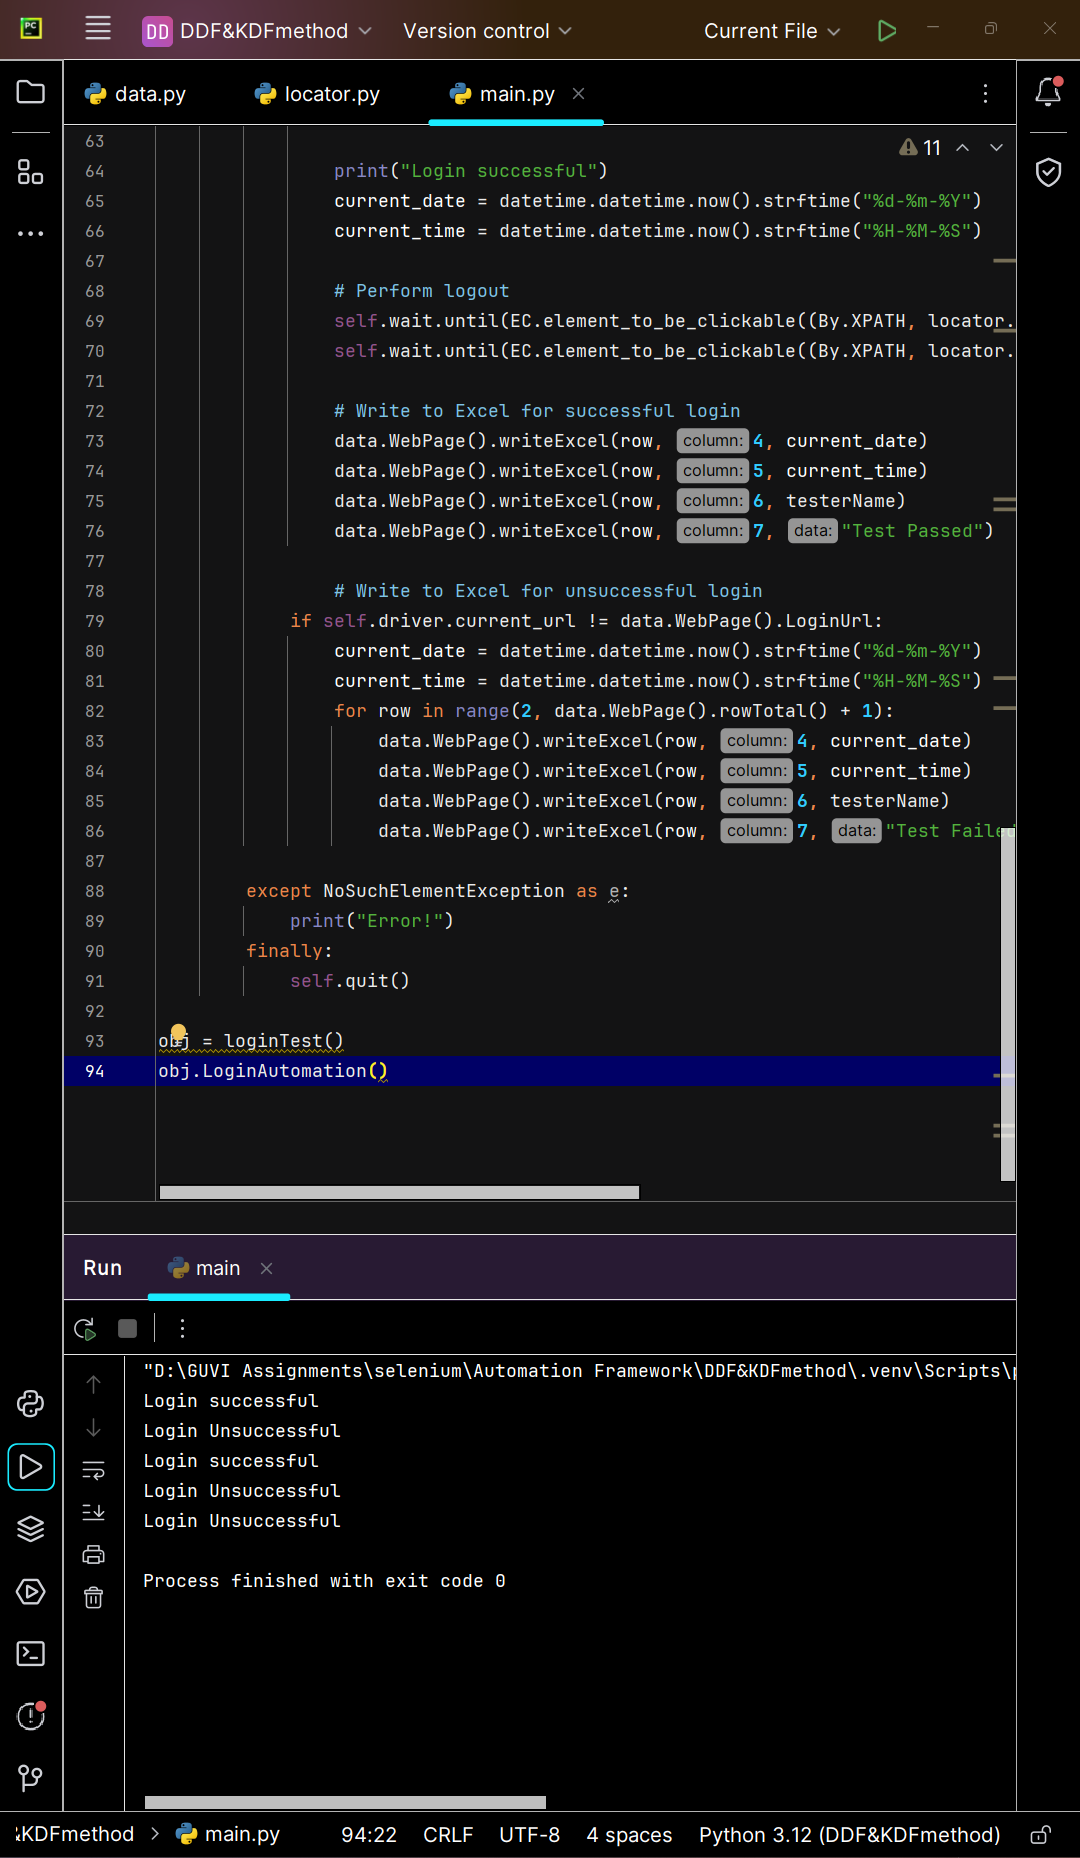 PC
DD DDF&KDFmethod Version control Current File
data.py locator.py main.py
63 11
64 print("Login successful")
65 current_date = datetime.datetime.now().strftime("%d-%m-%Y")
66 current_time = datetime.datetime.now().strftime("%H-%M-%S")
67
68 # Perform logout
69 self.wait.until(EC.element_to_be_clickable((By.XPATH, locator.
70 self.wait.until(EC.element_to_be_clickable((By.XPATH, locator.
71
72 # Write to Excel for successful login
73 data.WebPage().writeExcel(row, column: 4, current_date)
74 data.WebPage().writeExcel(row, column: 5, current_time)
75 data.WebPage().writeExcel(row, column: 6, testerName)
76 data.WebPage().writeExcel(row, column: 7, data: "Test Passed")
77
78 # Write to Excel for unsuccessful login
79 if self.driver.current_url != data.WebPage().LoginUrl:
80 current_date = datetime.datetime.now().strftime("%d-%m-%Y")
81 current_time = datetime.datetime.now().strftime("%H-%M-%S")
82 for row in range(2, data.WebPage().rowTotal() + 1):
83 data.WebPage().writeExcel(row, column: 4, current_date)
84 data.WebPage().writeExcel(row, column: 5, current_time)
85 data.WebPage().writeExcel(row, column: 6, testerName)
86 data.WebPage().writeExcel(row, column: 7, data: "Test Failed
87
88 except NoSuchElementException as e:
89 print("Error!")
90 finally:
91 self.quit()
92
93 obj = loginTest()
94 obj.LoginAutomation()
Run main
"D:\GUVI Assignments\selenium\Automation Framework\DDF&KDFmethod\.venv\Scripts\p
Login successful
Login Unsuccessful
Login successful
Login Unsuccessful
Login Unsuccessful
Process finished with exit code 0
&KDFmethod > main.py 94:22 CRLF UTF-8 4 spaces Python 3.12 (DDF&KDFmethod)